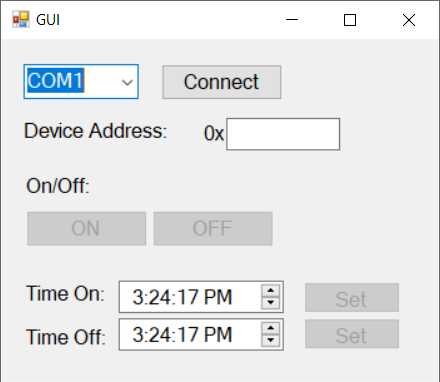 GUI
COM1 Connect
Device Address: 0x
On/Off:
ON OFF
Time On: 3:24:17 PM Set
Time Off: 3:24:17 PM Set